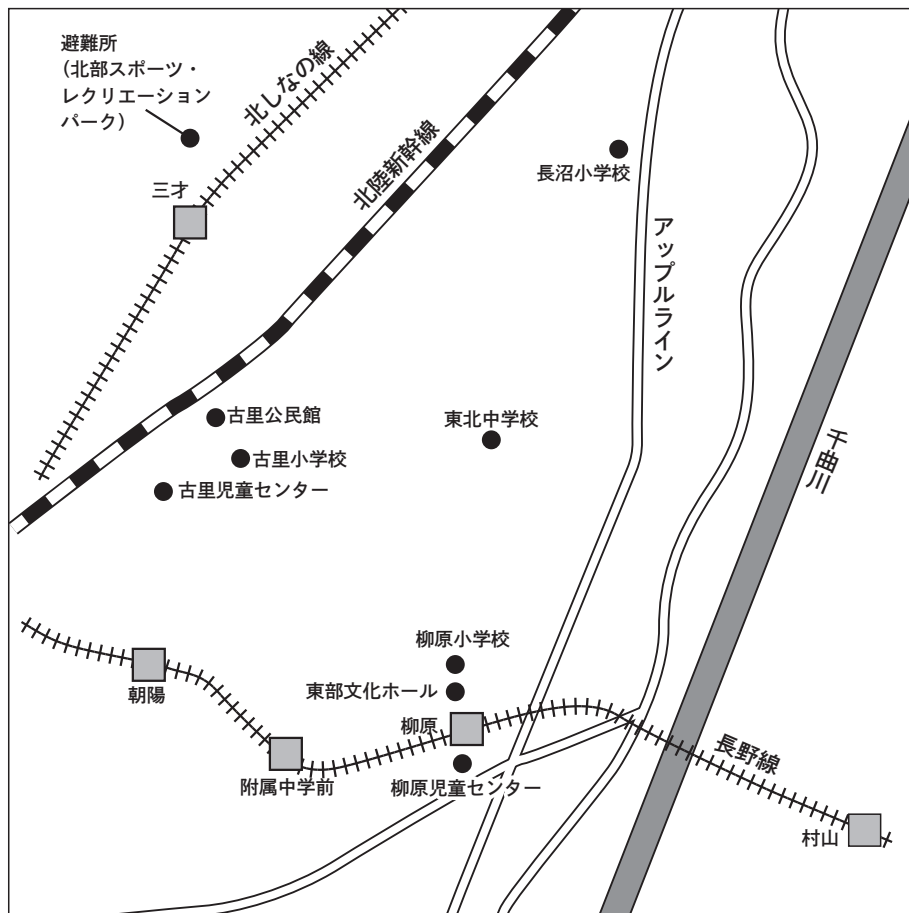 避難所
(北部スポーツ・
レクリエーション
パーク)
北しなの線
北陸新幹線
長沼小学校
三才
アップルライン
古里公民館
東北中学校
千曲川
古里小学校
古里児童センター
柳原小学校
朝陽
東部文化ホール
柳原
長野線
附属中学前
柳原児童センター
村山